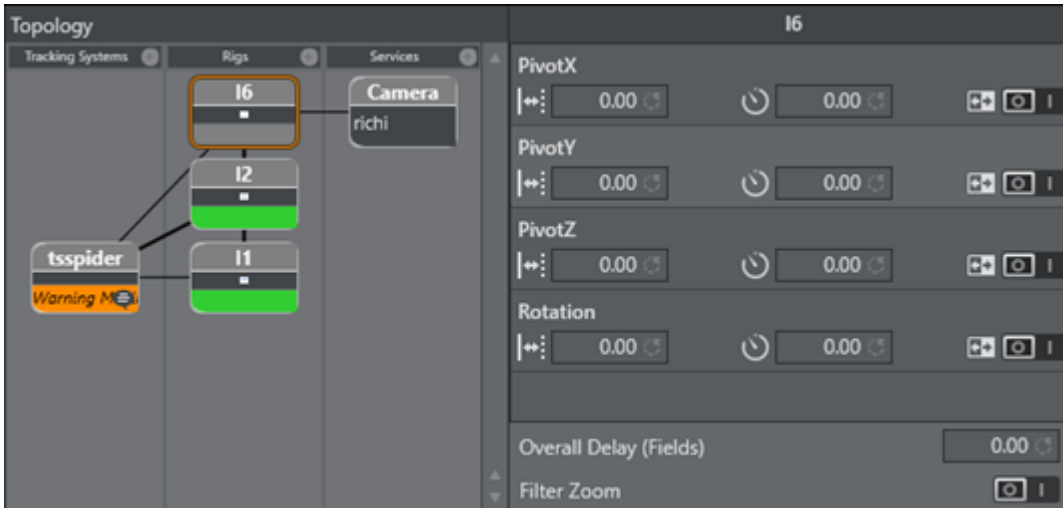 Topology
Tracking Systems
Rigs
Services
I6
Camera
richi
I2
tsspider
I1
I6
PivotX
0.00
0.00
PivotY
0.00
0.00
PivotZ
0.00
0.00
Rotation
0.00
0.00
Overall Delay (Fields)
0.00
Filter Zoom